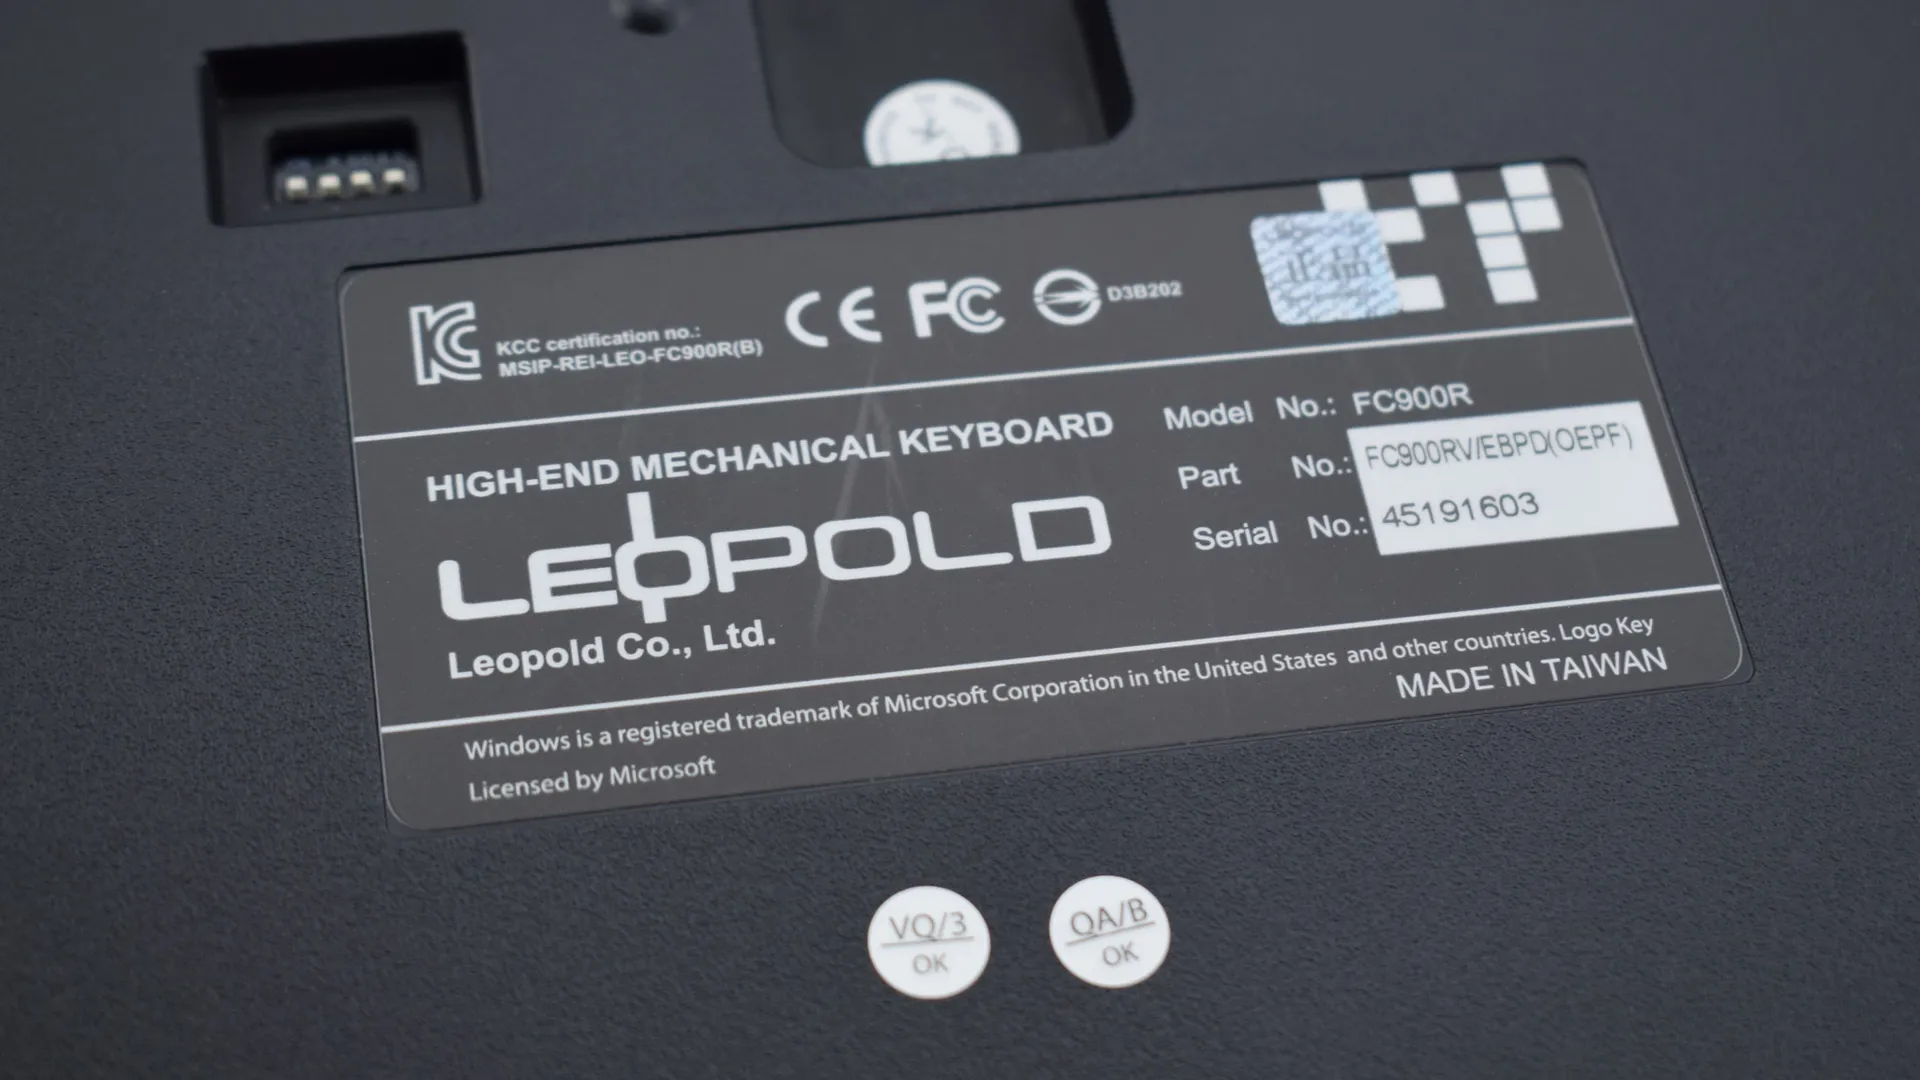 KCC certification no.:
MSIP-REI-LEO-FC900R(B)
CE FC D3B202
HIGH-END MECHANICAL KEYBOARD
LEOPOLD
Leopold Co., Ltd.
Model No.: FC900R
Part No.: FC900RV/EBPD(OEPF)
Serial No.: 45191603
Windows is a registered trademark of Microsoft Corporation in the United States and other countries. Logo Key
Licensed by Microsoft
MADE IN TAIWAN
VQ/3
OK
QA/B
OK